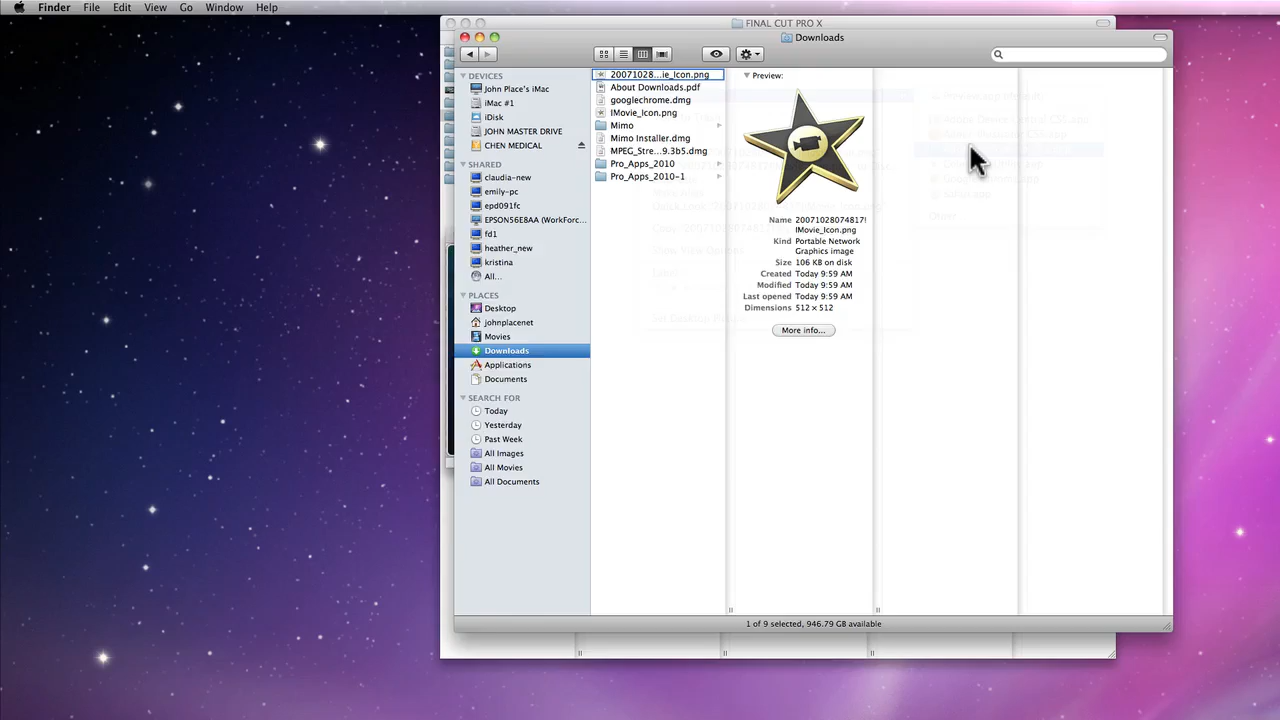 Finder File Edit View Go Window Help
FINAL CUT PRO X
Downloads
DEVICES
John Place's iMac
iMac #1
iDisk
JOHN MASTER DRIVE
CHEN MEDICAL
SHARED
claudia-new
emily-pc
epd091fc
EPSON56E8AA (WorkForc...
fd1
heather_new
kristina
All...
PLACES
Desktop
johnplacenet
Movies
Downloads
Applications
Documents
SEARCH FOR
Today
Yesterday
Past Week
All Images
All Movies
All Documents
20071028...ie_Icon.png
About Downloads.pdf
googlechrome.dmg
IMovie_Icon.png
Mimo
Mimo Installer.dmg
MPEG_Stre...9.3b5.dmg
Pro_Apps_2010
Pro_Apps_2010-1
Preview:
Name 20071028074817!
IMovie_Icon.png
Kind Portable Network
Graphics image
Size 106 KB on disk
Created Today 9:59 AM
Modified Today 9:59 AM
Last opened Today 9:59 AM
Dimensions 512 × 512
More info...
1 of 9 selected, 946.79 GB available